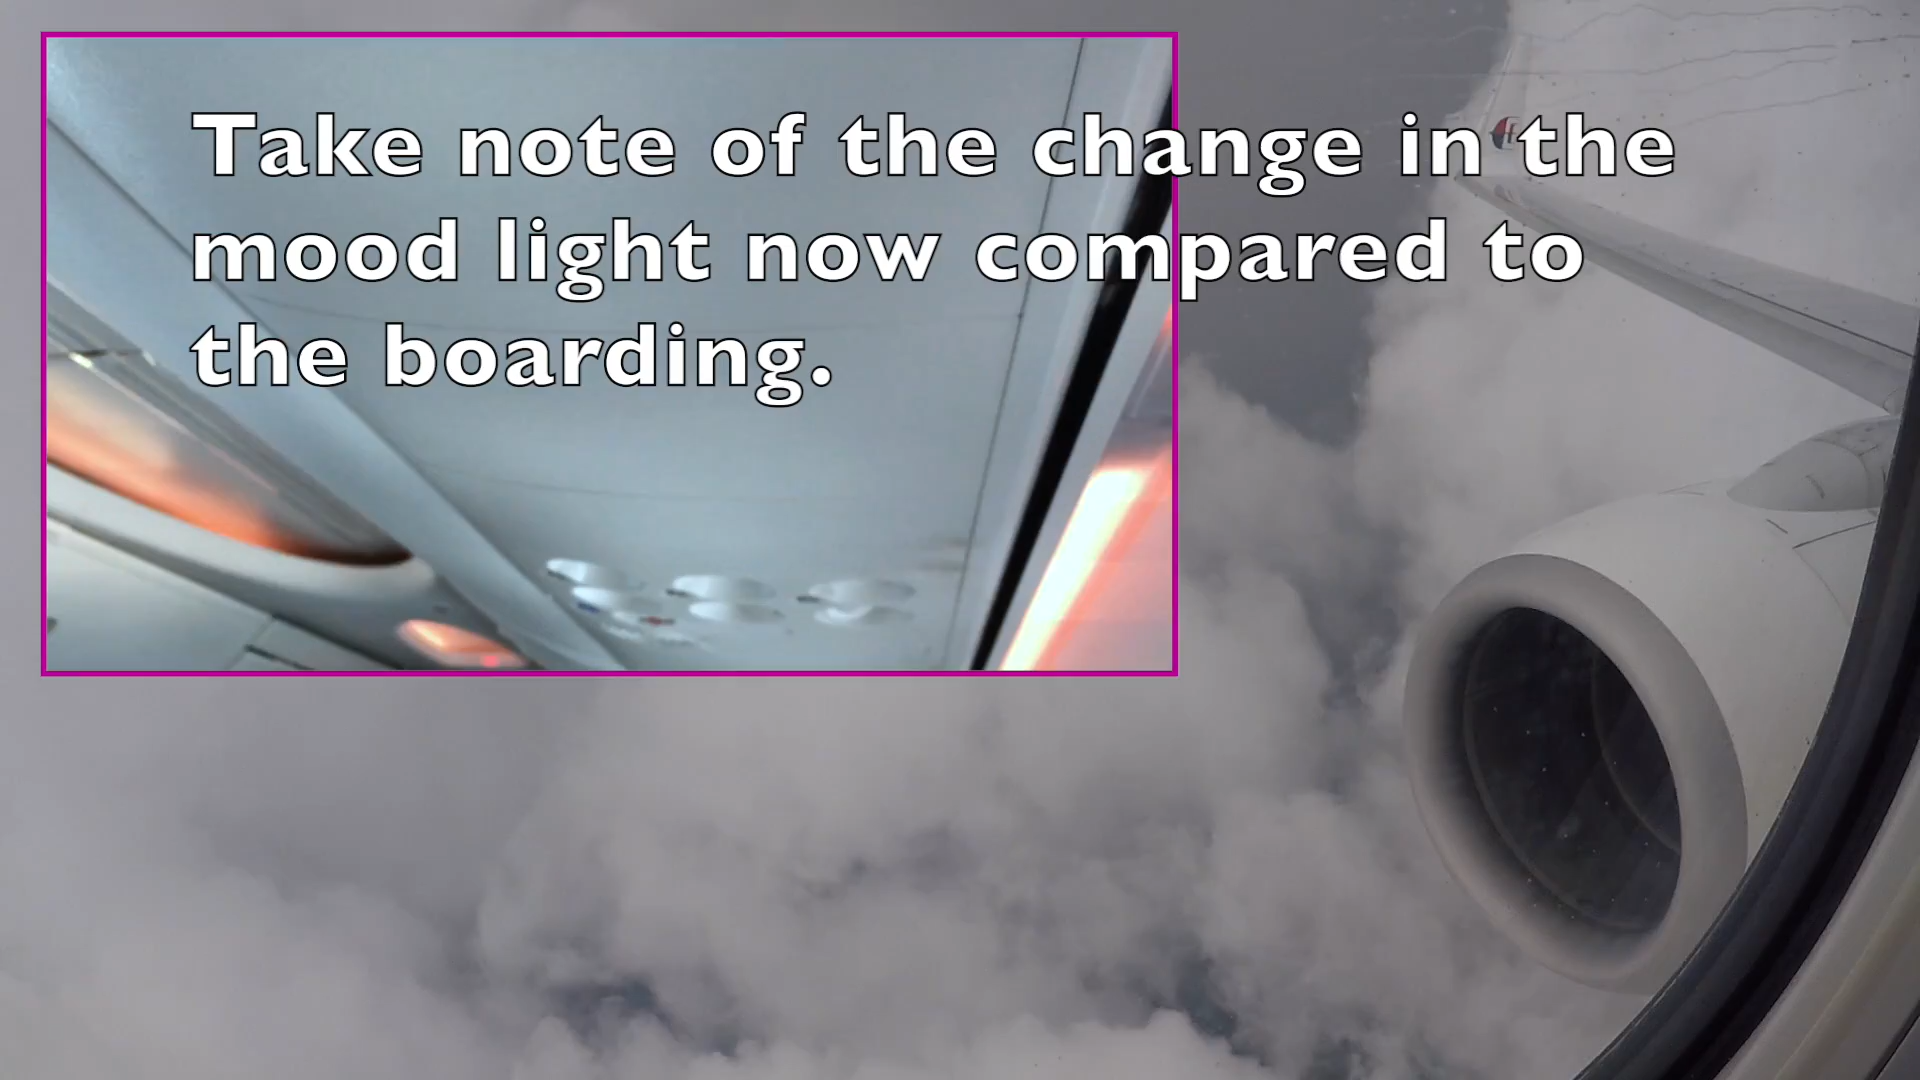 Take note of the change in the
mood light now compared to
the boarding.